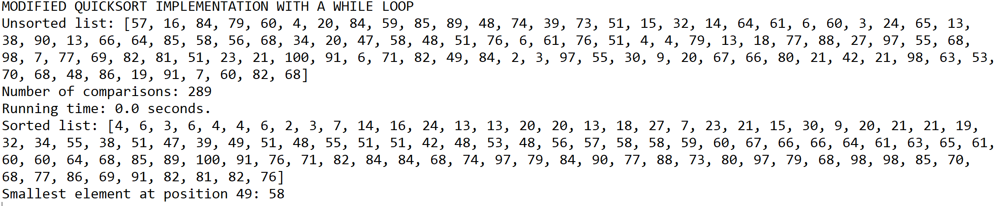 MODIFIED QUICKSORT IMPLEMENTATION WITH A WHILE LOOP
Unsorted list: [57, 16, 84, 79, 60, 4, 20, 84, 59, 85, 89, 48, 74, 39, 73, 51, 15, 32, 14, 64, 61, 6, 60, 3, 24, 65, 13,
38, 90, 13, 66, 64, 85, 58, 56, 68, 34, 20, 47, 58, 48, 51, 76, 6, 61, 76, 51, 4, 4, 79, 13, 18, 77, 88, 27, 97, 55, 68,
98, 7, 77, 69, 82, 81, 51, 23, 21, 100, 91, 6, 71, 82, 49, 84, 2, 3, 97, 55, 30, 9, 20, 67, 66, 80, 21, 42, 21, 98, 63, 53,
70, 68, 48, 86, 19, 91, 7, 60, 82, 68]
Number of comparisons: 289
Running time: 0.0 seconds.
Sorted list: [4, 6, 3, 6, 4, 4, 6, 2, 3, 7, 14, 16, 24, 13, 13, 20, 20, 13, 18, 27, 7, 23, 21, 15, 30, 9, 20, 21, 21, 19,
32, 34, 55, 38, 51, 47, 39, 49, 51, 48, 55, 51, 51, 42, 48, 53, 48, 56, 57, 58, 58, 59, 60, 67, 66, 66, 64, 61, 63, 65, 61,
60, 60, 64, 68, 85, 89, 100, 91, 76, 71, 82, 84, 84, 68, 74, 97, 79, 84, 90, 77, 88, 73, 80, 97, 79, 68, 98, 98, 85, 70,
68, 77, 86, 69, 91, 82, 81, 82, 76]
Smallest element at position 49: 58